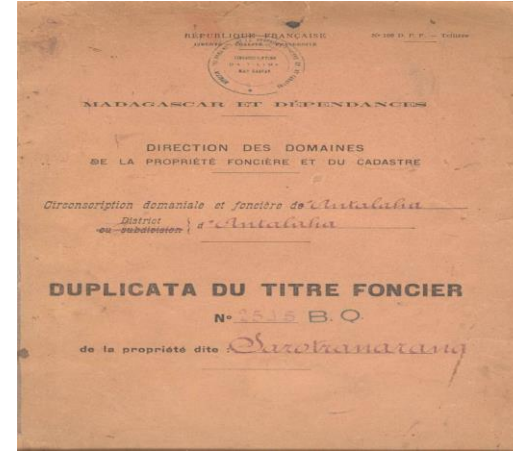 RÉPUBLIQUE FRANÇAISE
MADAGASCAR ET DÉPENDANCES
DIRECTION DES DOMAINES
DE LA PROPRIÉTÉ FONCIÈRE ET DU CADASTRE
Circonscription domaniale et foncière de Antalaha
District
ou subdivision } d' Antalaha
DUPLICATA DU TITRE FONCIER
No B.Q.
de la propriété dite :